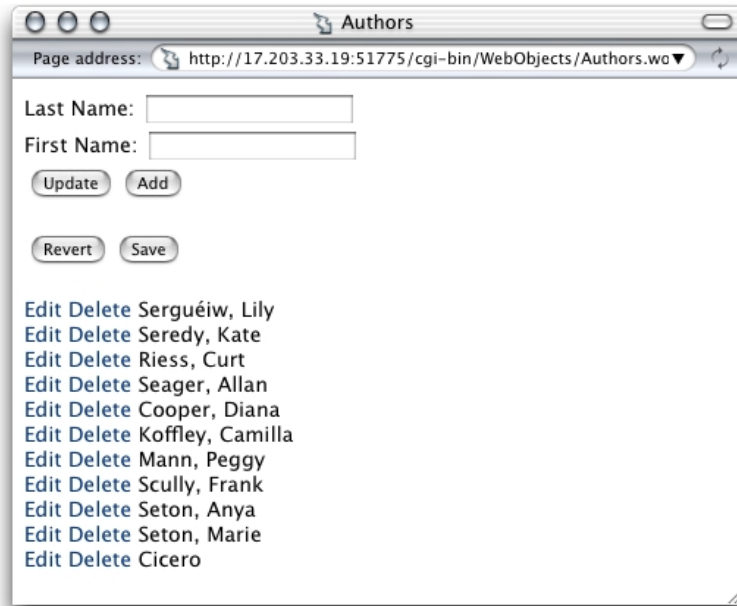 Authors
Page address: http://17.203.33.19:51775/cgi-bin/WebObjects/Authors.wo
Last Name:
First Name:
Update Add
Revert Save
Edit Delete Serguéiw, Lily
Edit Delete Seredy, Kate
Edit Delete Riess, Curt
Edit Delete Seager, Allan
Edit Delete Cooper, Diana
Edit Delete Koffley, Camilla
Edit Delete Mann, Peggy
Edit Delete Scully, Frank
Edit Delete Seton, Anya
Edit Delete Seton, Marie
Edit Delete Cicero